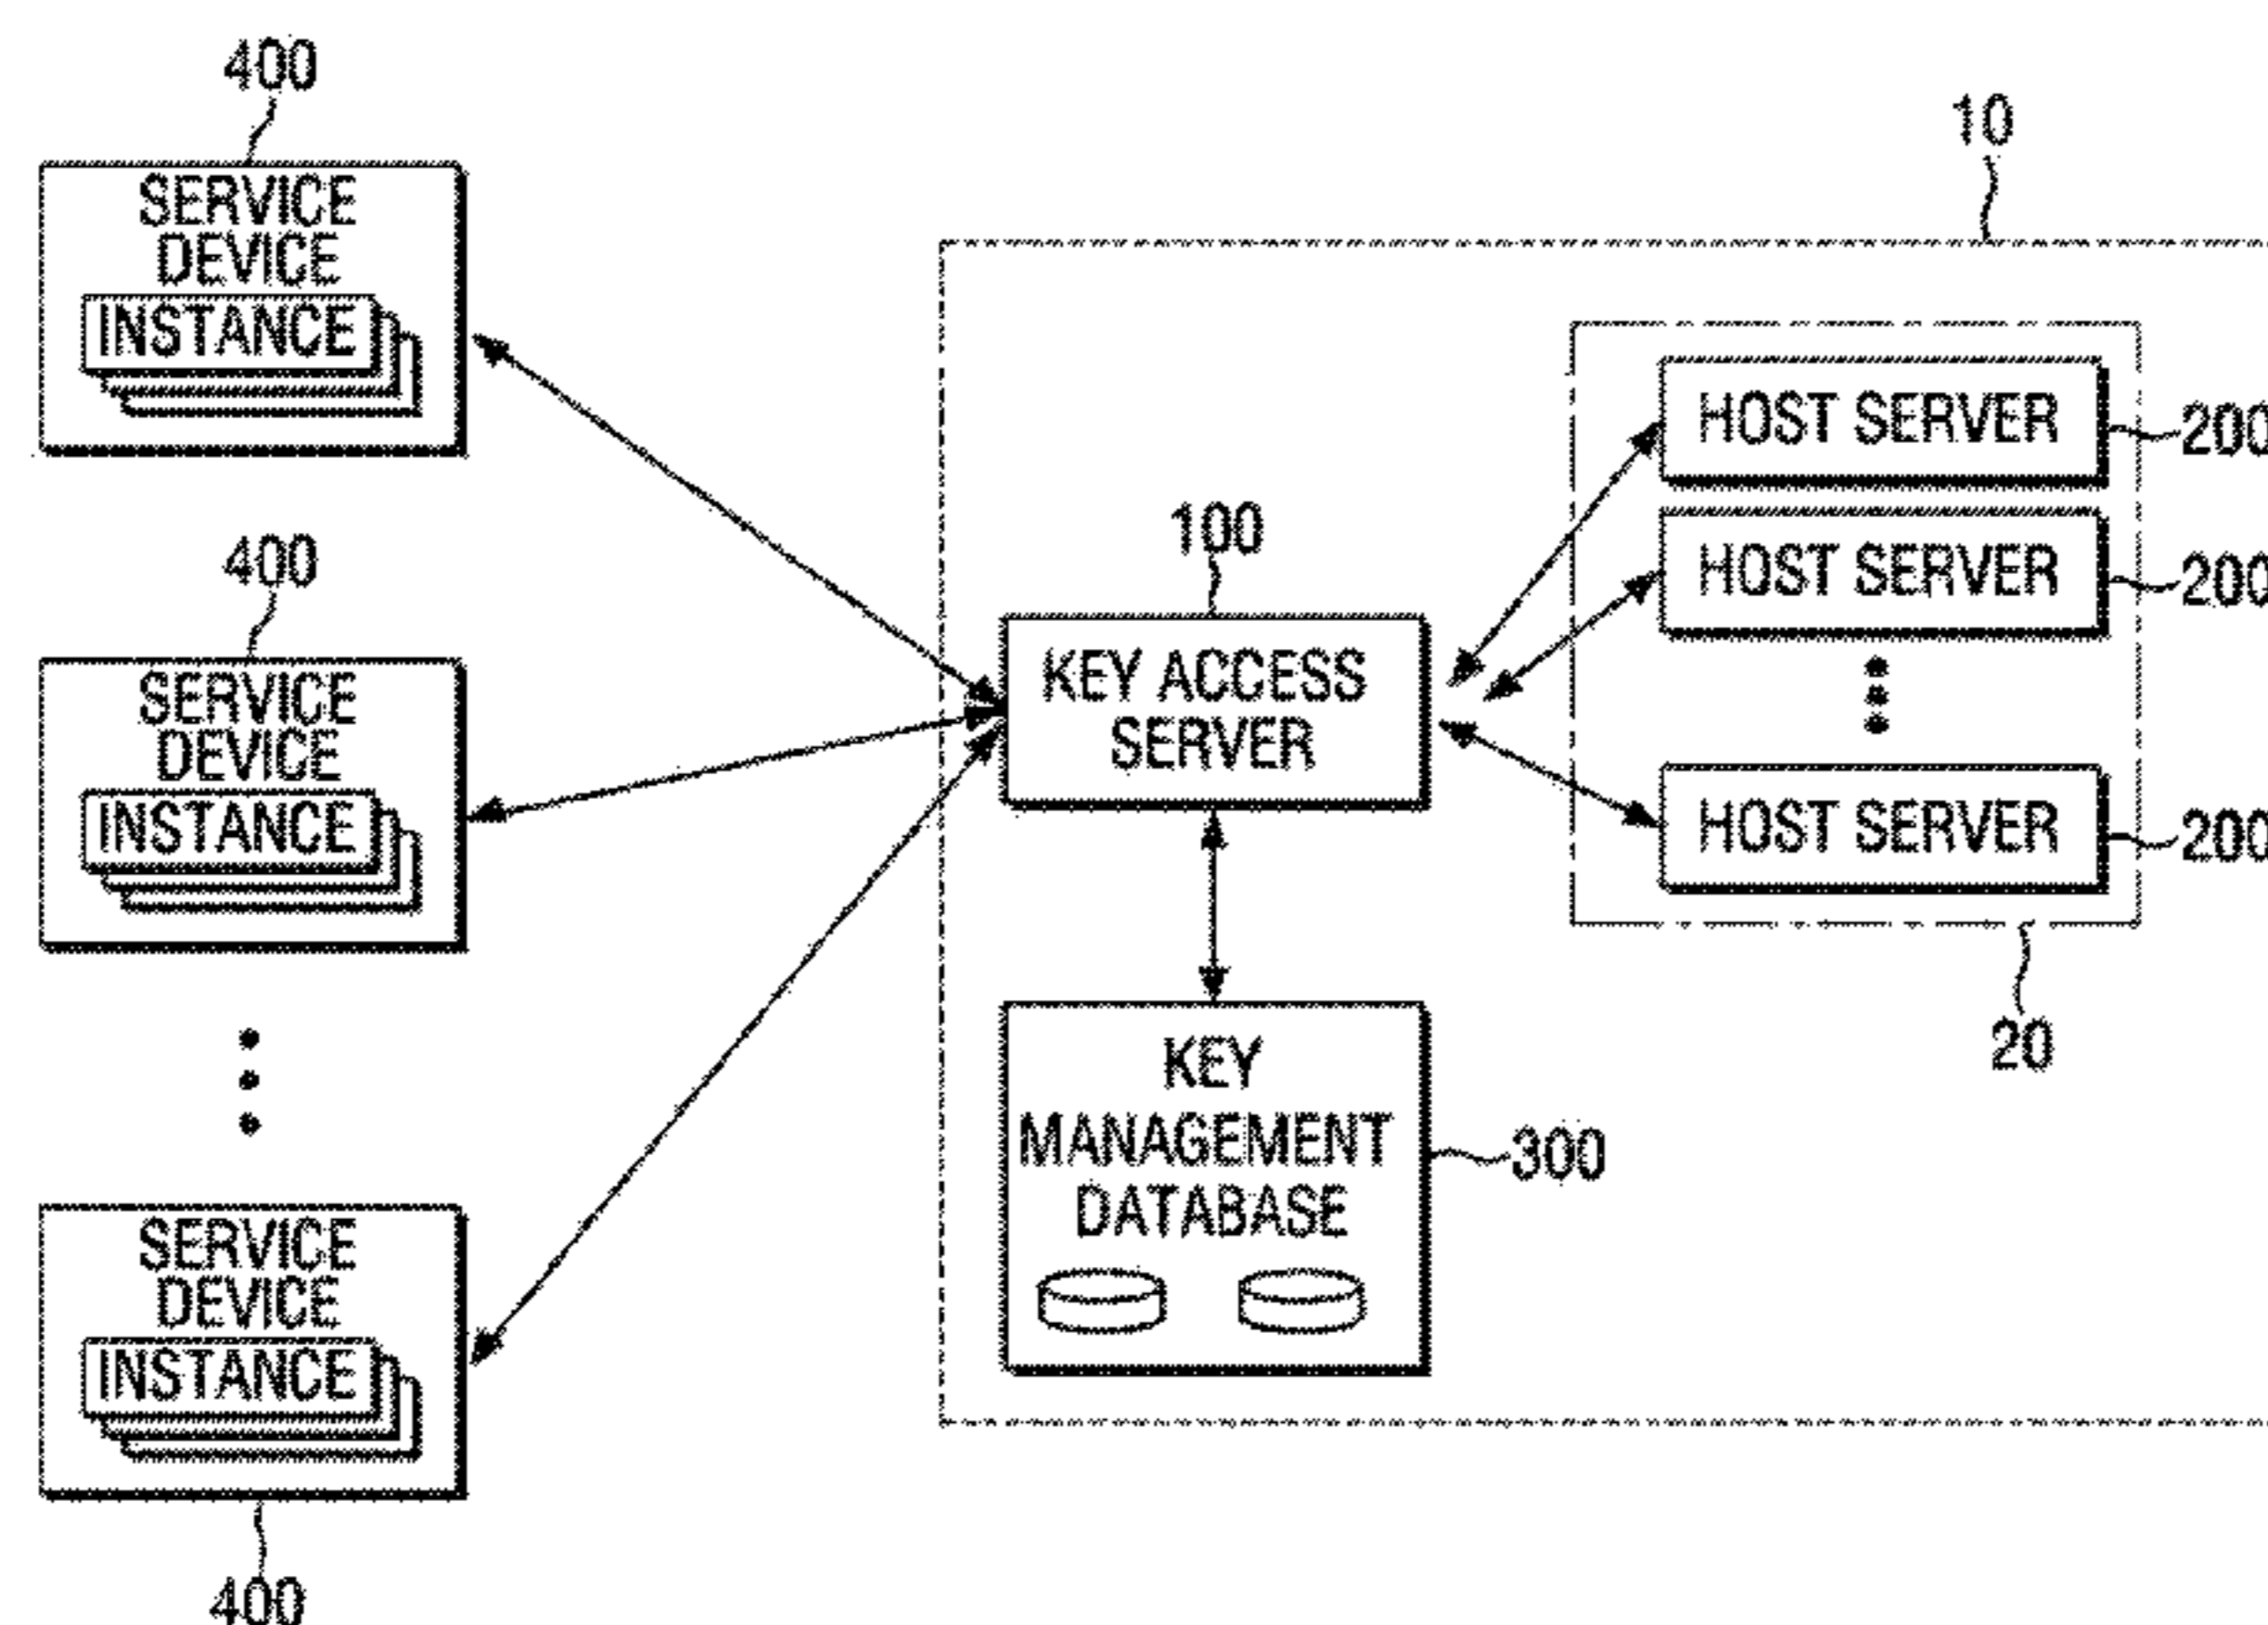 400
SERVICE
DEVICE
INSTANCE
400
SERVICE
DEVICE
INSTANCE
SERVICE
DEVICE
INSTANCE
400
10
100
KEY ACCESS
SERVER
KEY
MANAGEMENT
DATABASE
300
HOST SERVER
200
HOST SERVER
200
HOST SERVER
200
20